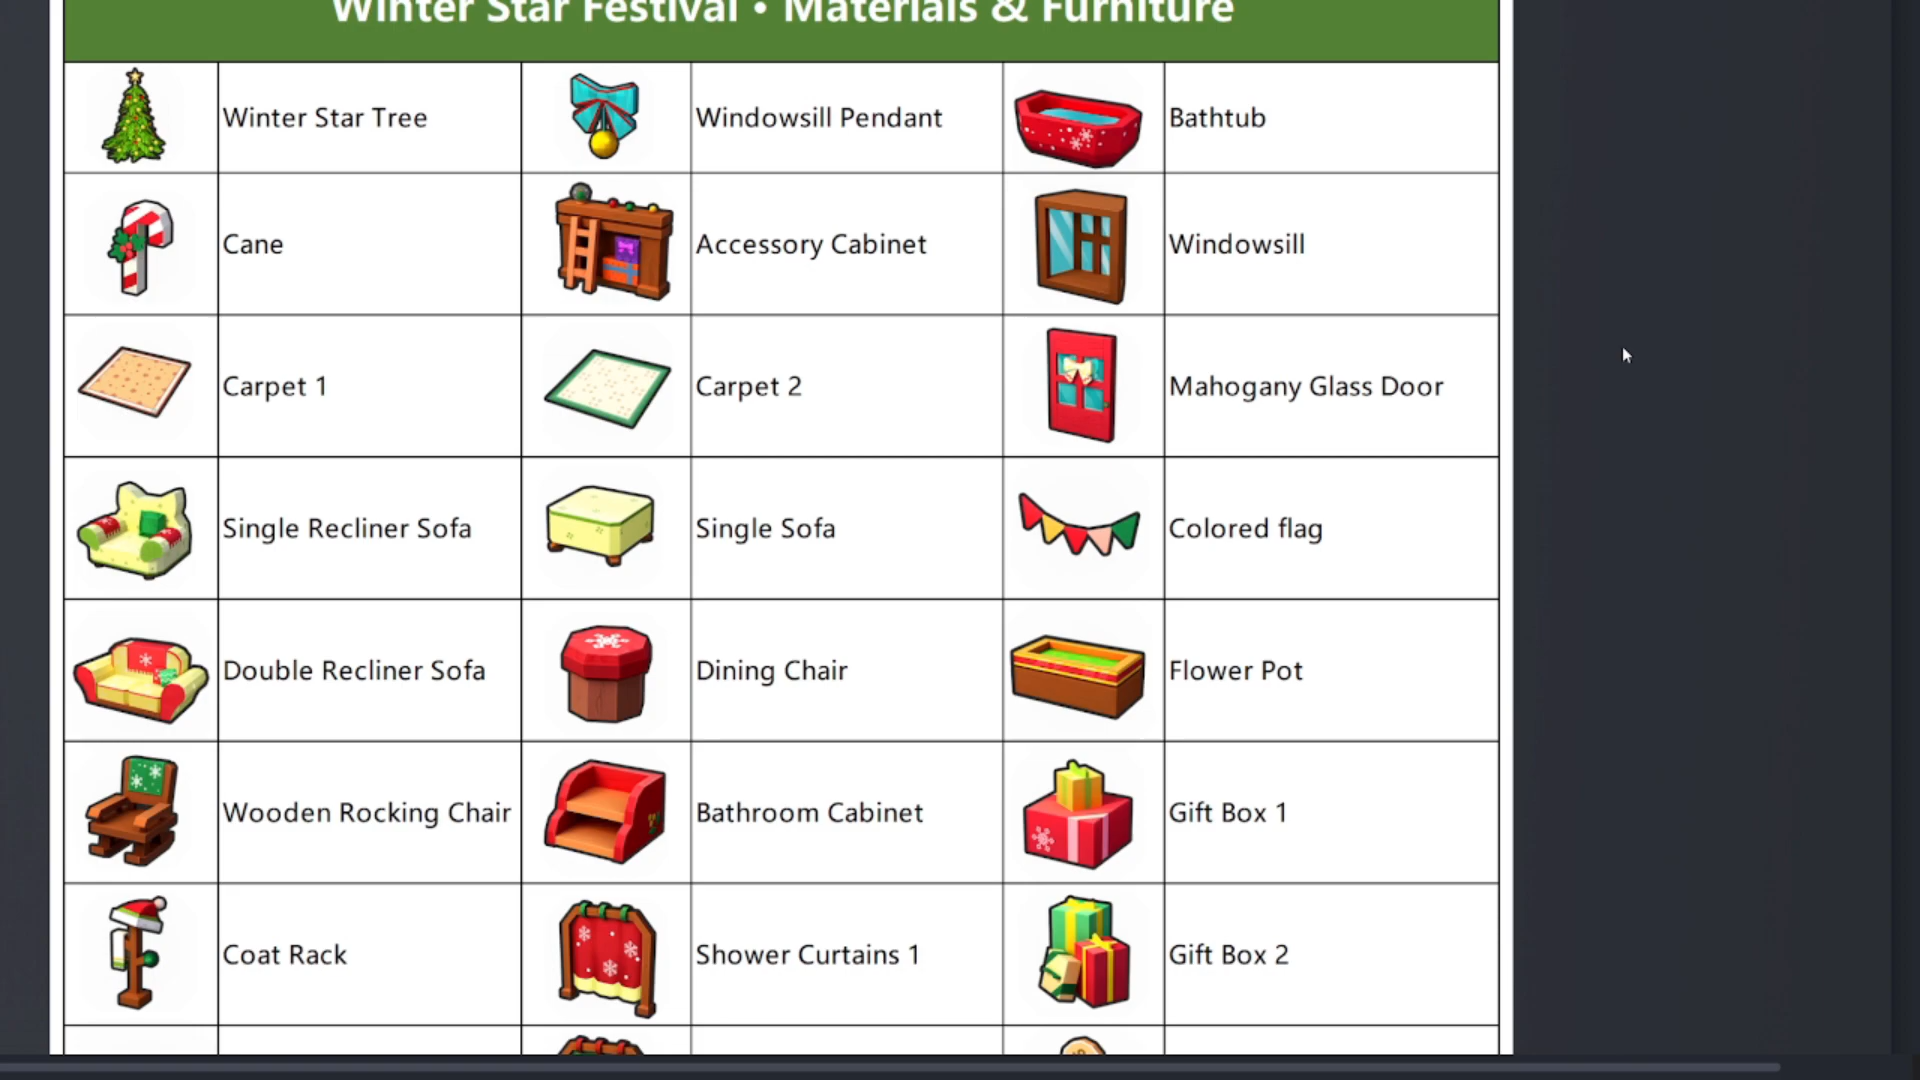 Winter Star Festival • Materials & Furniture
Winter Star Tree
Windowsill Pendant
Bathtub
Cane
Accessory Cabinet
Windowsill
Carpet 1
Carpet 2
Mahogany Glass Door
Single Recliner Sofa
Single Sofa
Colored flag
Double Recliner Sofa
Dining Chair
Flower Pot
Wooden Rocking Chair
Bathroom Cabinet
Gift Box 1
Coat Rack
Shower Curtains 1
Gift Box 2